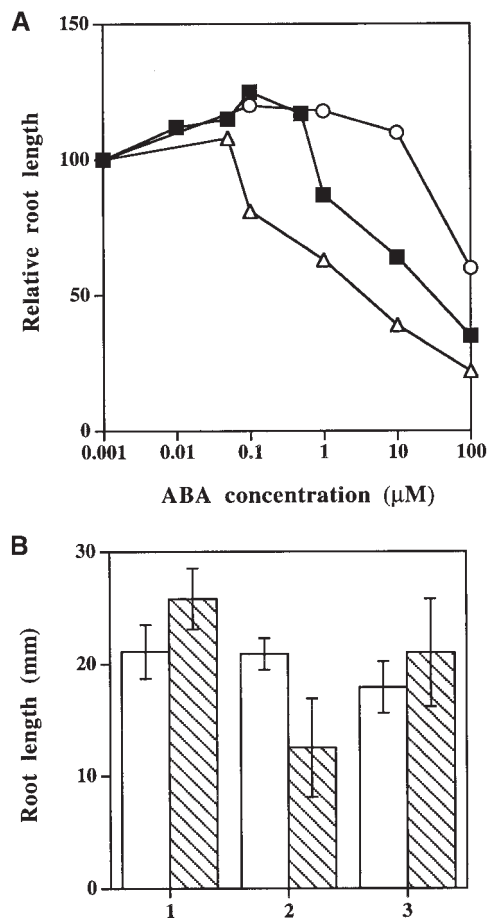 A
150
100
50
0
Relative root length
0.001 0.01 0.1 1 10 100
ABA concentration (μM)
B
30
20
10
0
Root length (mm)
1 2 3